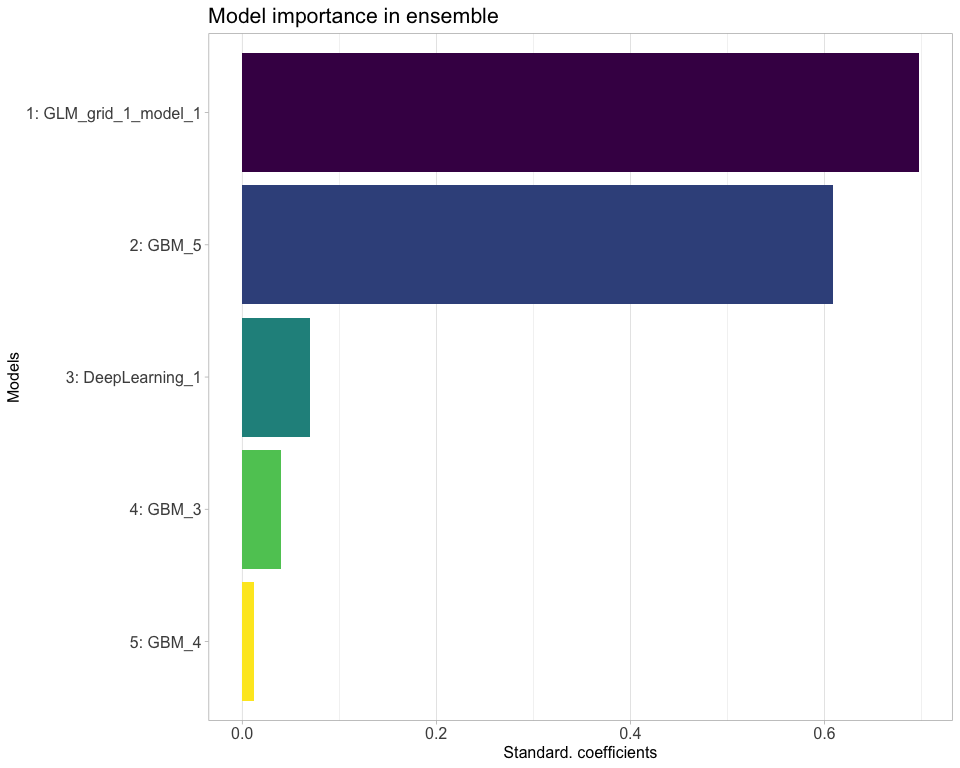 Model importance in ensemble
1: GLM_grid_1_model_1
2: GBM_5
3: DeepLearning_1
4: GBM_3
5: GBM_4
Models
0.0 0.2 0.4 0.6
Standard. coefficients